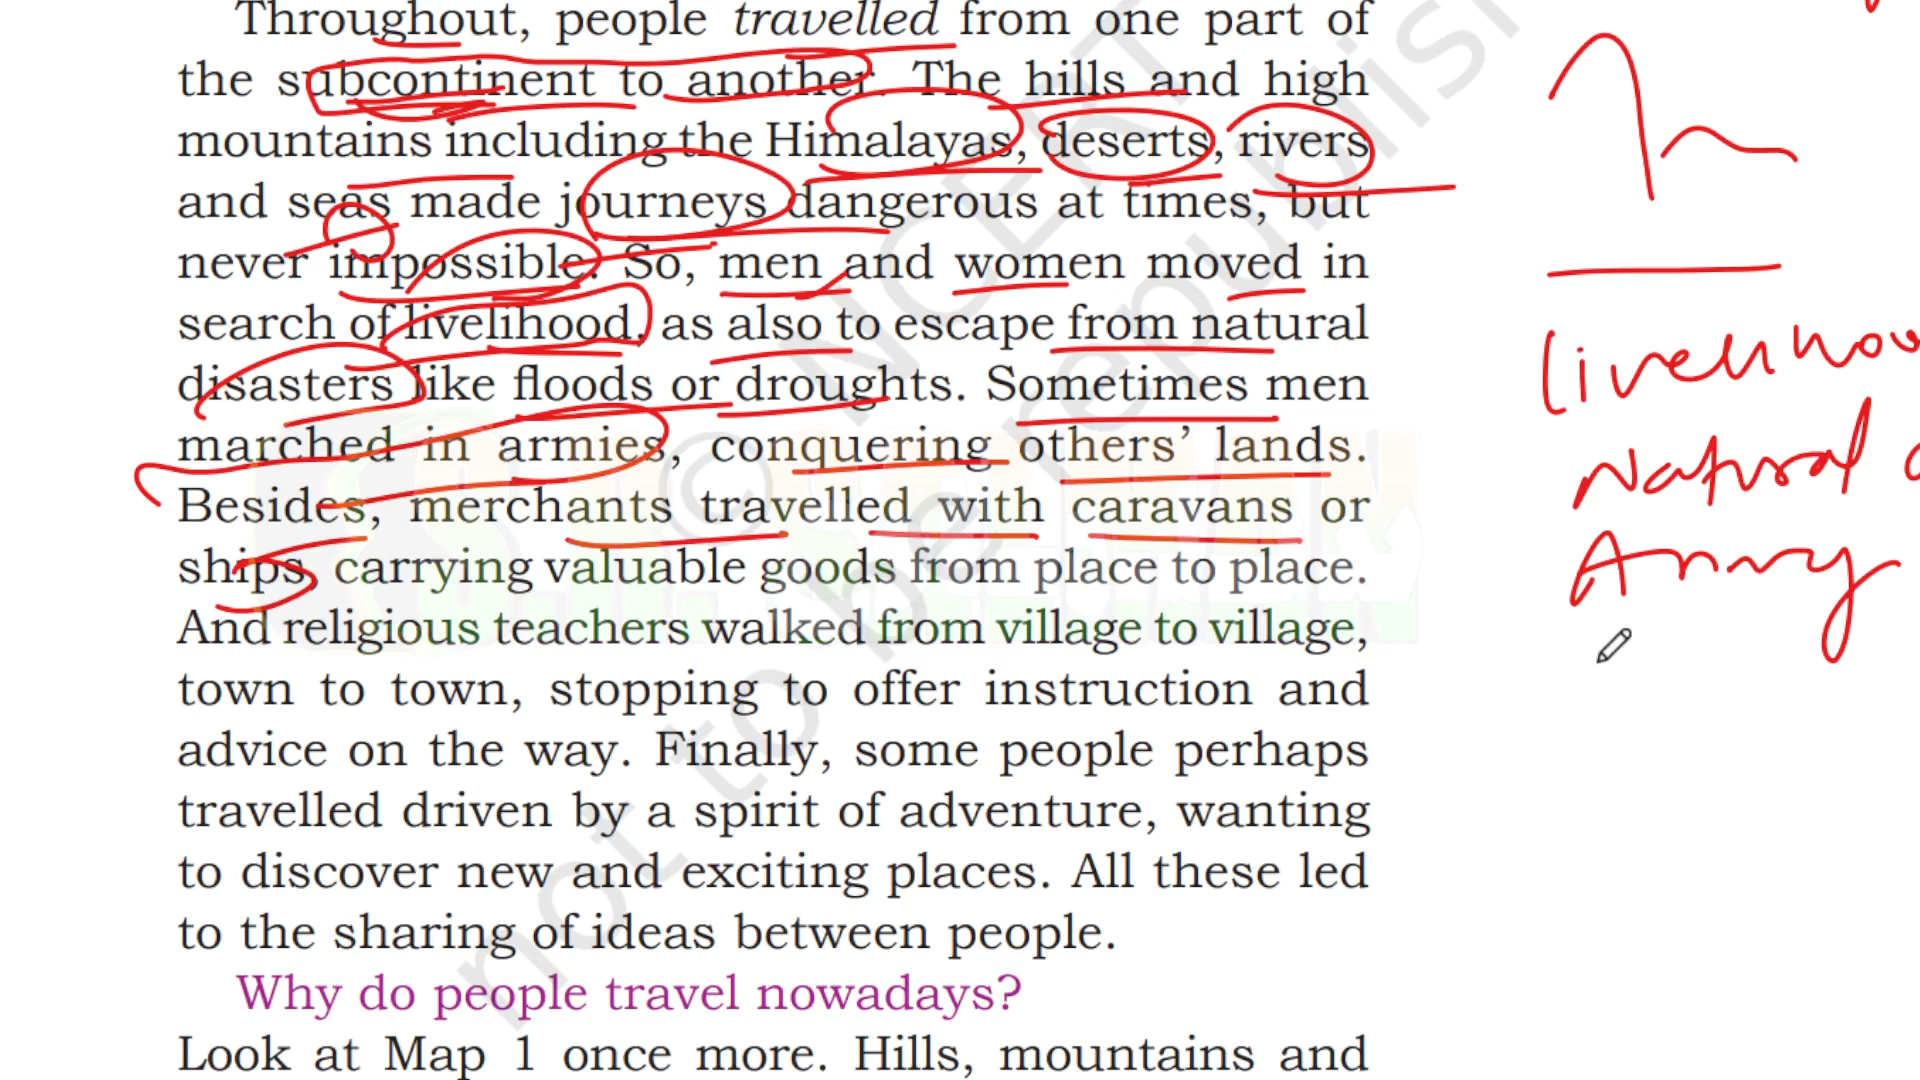 Throughout, people travelled from one part of
the subcontinent to another. The hills and high
mountains including the Himalayas, deserts, rivers
and seas made journeys dangerous at times, but
never impossible. So, men and women moved in
search of livelihood, as also to escape from natural
disasters like floods or droughts. Sometimes men
marched in armies, conquering others’ lands.
Besides, merchants travelled with caravans or
ships, carrying valuable goods from place to place.
And religious teachers walked from village to village,
town to town, stopping to offer instruction and
advice on the way. Finally, some people perhaps
travelled driven by a spirit of adventure, wanting
to discover new and exciting places. All these led
to the sharing of ideas between people.
Why do people travel nowadays?
Look at Map 1 once more. Hills, mountains and
Natural
Army
© NCERT
not to be republis